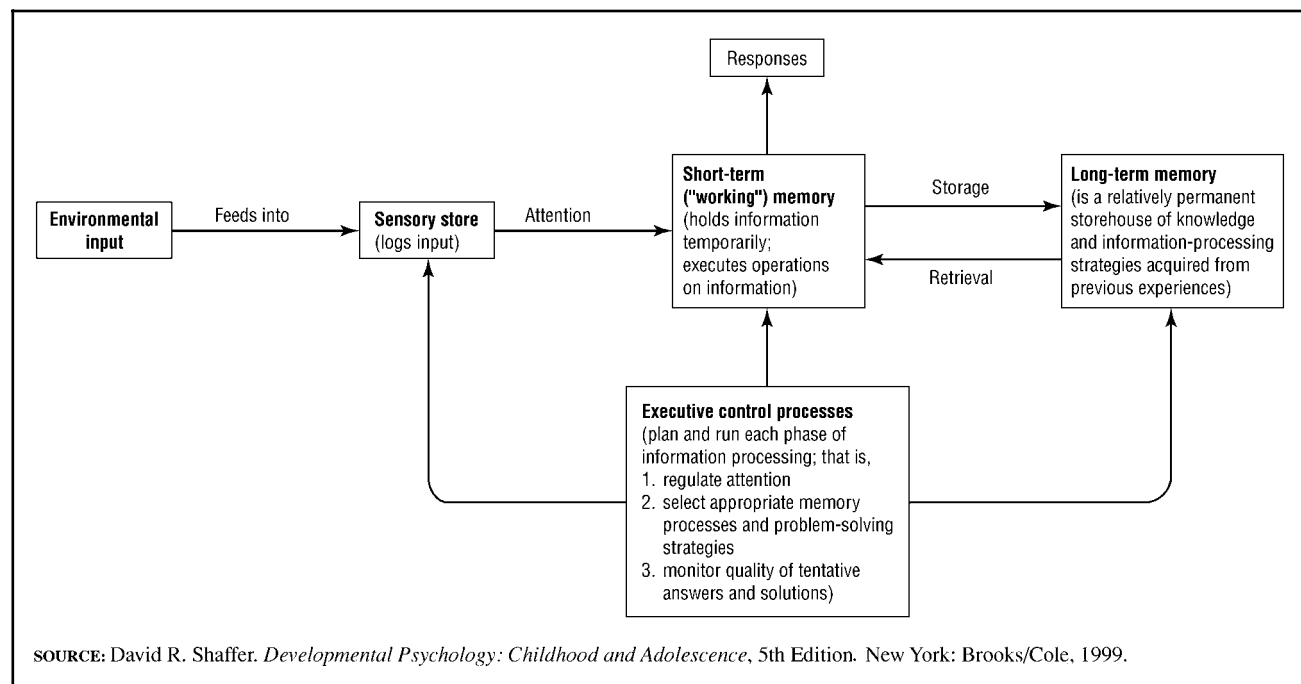 Responses
Environmental
input
Feeds into
Sensory store
(logs input)
Attention
Short-term
("working") memory
(holds information
temporarily;
executes operations
on information)
Storage
Retrieval
Long-term memory
(is a relatively permanent
storehouse of knowledge
and information-processing
strategies acquired from
previous experiences)
Executive control processes
(plan and run each phase of
information processing; that is,
1. regulate attention
2. select appropriate memory
processes and problem-solving
strategies
3. monitor quality of tentative
answers and solutions)
SOURCE: David R. Shaffer. Developmental Psychology: Childhood and Adolescence, 5th Edition. New York: Brooks/Cole, 1999.